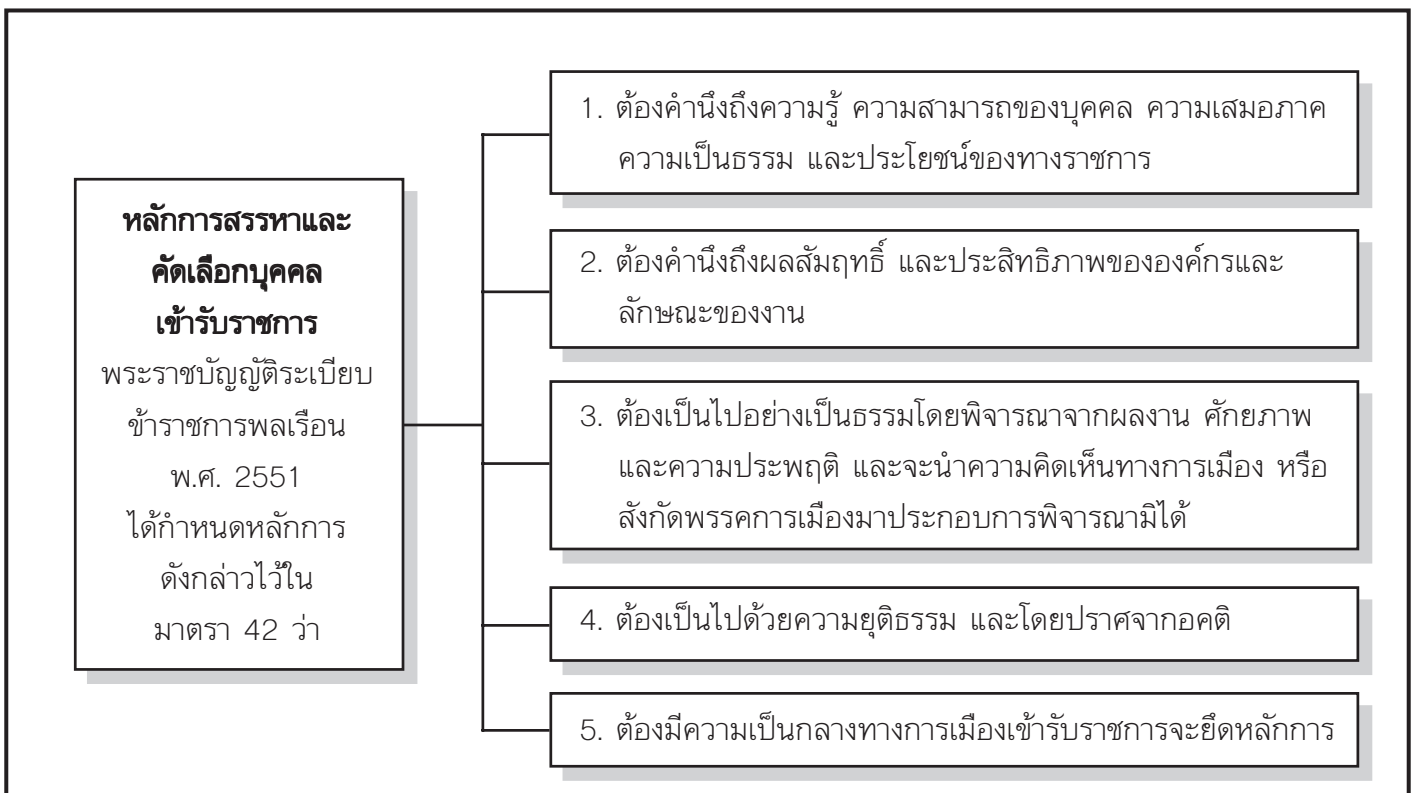 หลักการสรรหาและ
คัดเลือกบุคคล
เข้ารับราชการ
พระราชบัญญัติระเบียบ
ข้าราชการพลเรือน
พ.ศ. 2551
ได้กำหนดหลักการ
ดังกล่าวไว้ใน
มาตรา 42 ว่า
1. ต้องคำนึงถึงความรู้ ความสามารถของบุคคล ความเสมอภาค
ความเป็นธรรม และประโยชน์ของทางราชการ
2. ต้องคำนึงถึงผลสัมฤทธิ์ และประสิทธิภาพขององค์กรและ
ลักษณะของงาน
3. ต้องเป็นไปอย่างเป็นธรรมโดยพิจารณาจากผลงาน ศักยภาพ
และความประพฤติ และจะนำความคิดเห็นทางการเมือง หรือ
สังกัดพรรคการเมืองมาประกอบการพิจารณามิได้
4. ต้องเป็นไปด้วยความยุติธรรม และโดยปราศจากอคติ
5. ต้องมีความเป็นกลางทางการเมืองเข้ารับราชการจะยึดหลักการ